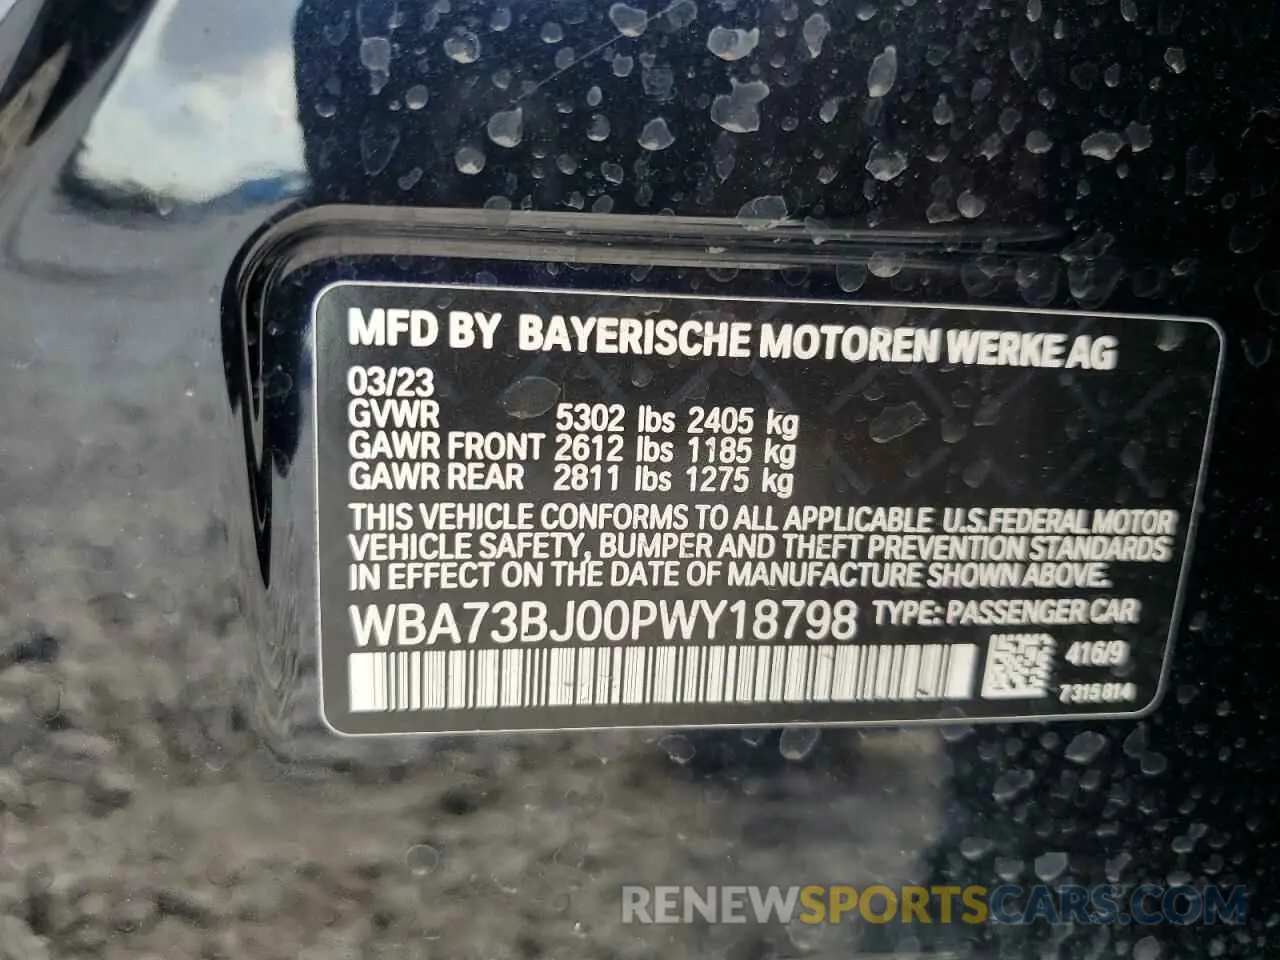 MFD BY BAYERISCHE MOTOREN WERKE AG
03/23
GVWR 5302 lbs 2405 kg
GAWR FRONT 2612 lbs 1185 kg
GAWR REAR 2811 lbs 1275 kg
THIS VEHICLE CONFORMS TO ALL APPLICABLE U.S.FEDERAL MOTOR
VEHICLE SAFETY, BUMPER AND THEFT PREVENTION STANDARDS
IN EFFECT ON THE DATE OF MANUFACTURE SHOWN ABOVE.
WBA73BJ00PWY18798 TYPE: PASSENGER CAR
416/9
7315814
RENEWSPORTSCARS.COM